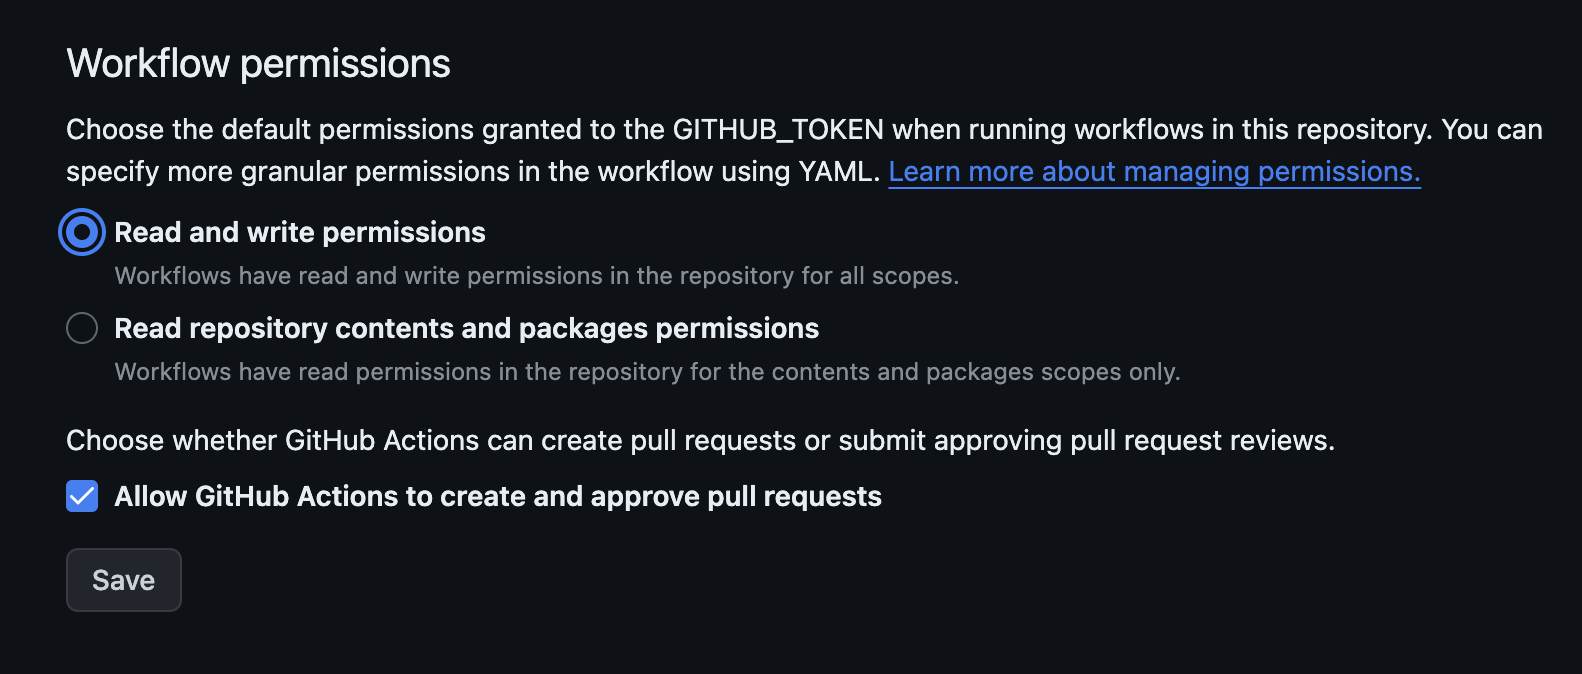 Workflow permissions
Choose the default permissions granted to the GITHUB_TOKEN when running workflows in this repository. You can
specify more granular permissions in the workflow using YAML. Learn more about managing permissions.
Read and write permissions
Workflows have read and write permissions in the repository for all scopes.
Read repository contents and packages permissions
Workflows have read permissions in the repository for the contents and packages scopes only.
Choose whether GitHub Actions can create pull requests or submit approving pull request reviews.
Allow GitHub Actions to create and approve pull requests
Save